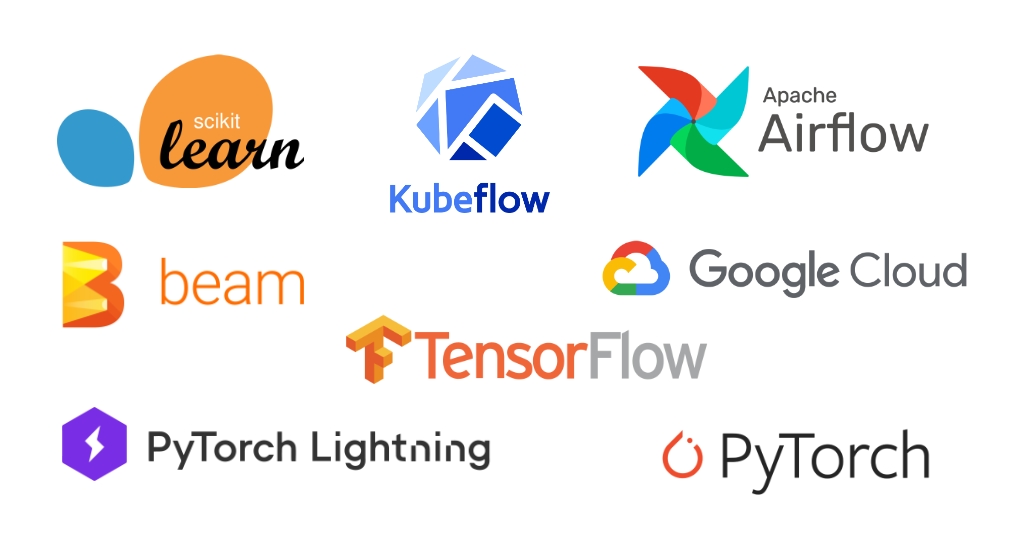 scikit
learn
Kubeflow
Apache
Airflow
beam
Google Cloud
TensorFlow
PyTorch Lightning
PyTorch